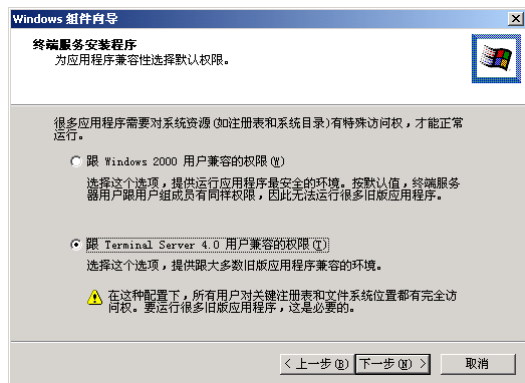 Windows 组件向导
终端服务安装程序
为应用程序兼容性选择默认权限。
很多应用程序需要对系统资源(如注册表和系统目录)有特殊访问权，才能正常
运行。
跟 Windows 2000 用户兼容的权限(W)
选择这个选项，提供运行应用程序最安全的环境。按默认值，终端服务
器用户跟用户组成员有同样权限，因此无法运行很多旧版应用程序。
跟 Terminal Server 4.0 用户兼容的权限(T)
选择这个选项，提供跟大多数旧版应用程序兼容的环境。
在这种配置下，所有用户对关键注册表和文件系统位置都有完全访
问权。要运行很多旧版应用程序，这是必要的。
< 上一步(B) 下一步(N) > 取消